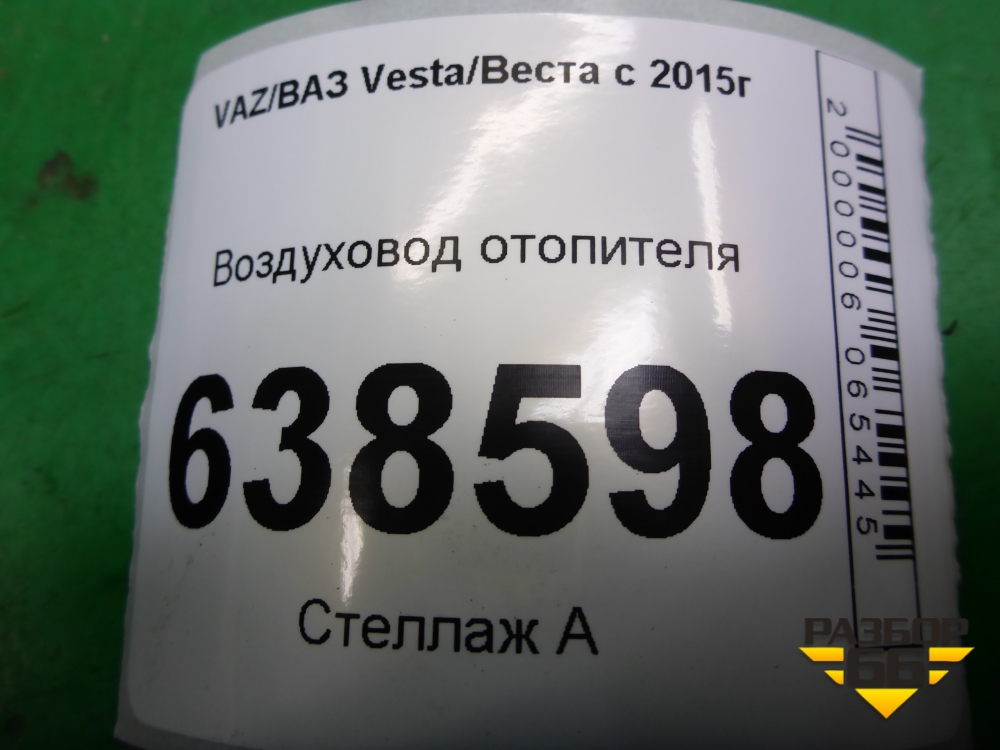 VAZ/ВАЗ Vesta/Веста с 2015г
Воздуховод отопителя
638598
Стеллаж А
2000006065445
РАЗБОР
66